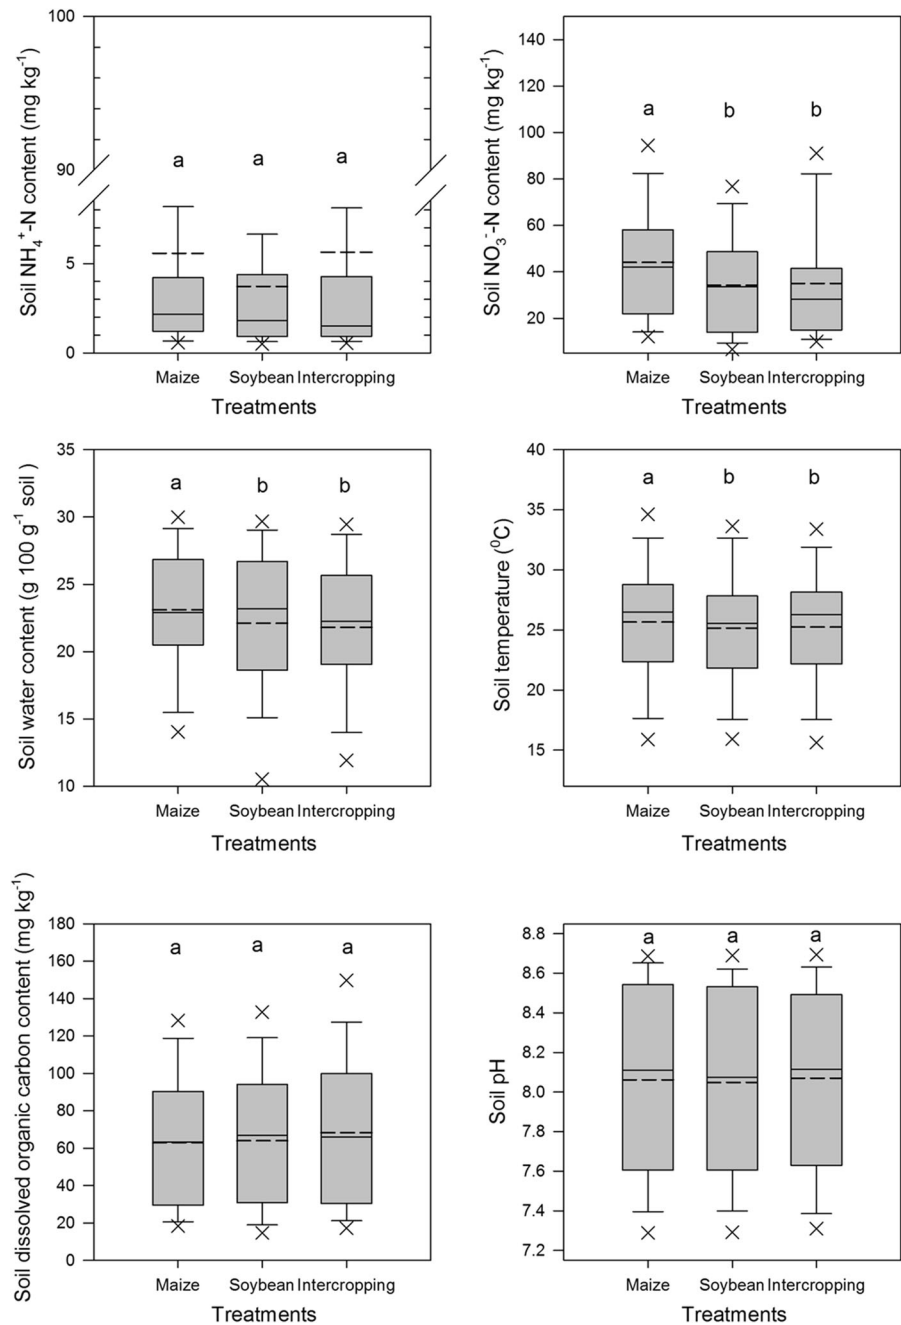 Soil NH₄⁺-N content (mg kg⁻¹)
100
90
5
0
a a a
Maize Soybean Intercropping
Treatments
Soil NO₃⁻-N content (mg kg⁻¹)
140
120
100
80
60
40
20
a b b
Maize Soybean Intercropping
Treatments
Soil water content (g 100 g⁻¹ soil )
35
30
25
20
15
10
a b b
Maize Soybean Intercropping
Treatments
Soil temperature (⁰C)
40
35
30
25
20
15
a b b
Maize Soybean Intercropping
Treatments
Soil dissolved organic carbon content (mg kg⁻¹)
180
160
140
120
100
80
60
40
20
0
a a a
Maize Soybean Intercropping
Treatments
Soil pH
8.8
8.6
8.4
8.2
8.0
7.8
7.6
7.4
7.2
a a a
Maize Soybean Intercropping
Treatments